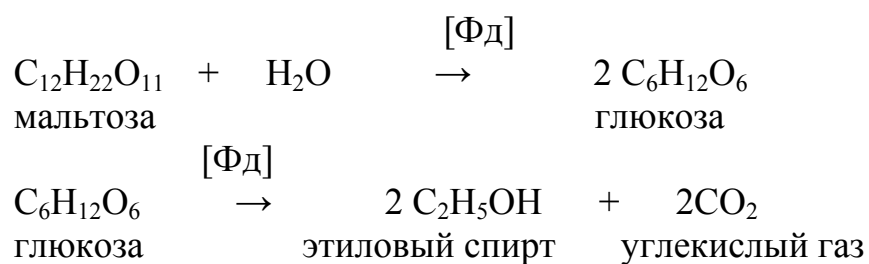 [Фд]
C₁₂H₂₂O₁₁ + H₂O → 2 C₆H₁₂O₆
мальтоза глюкоза
[Фд]
C₆H₁₂O₆ → 2 C₂H₅OH + 2CO₂
глюкоза этиловый спирт углекислый газ